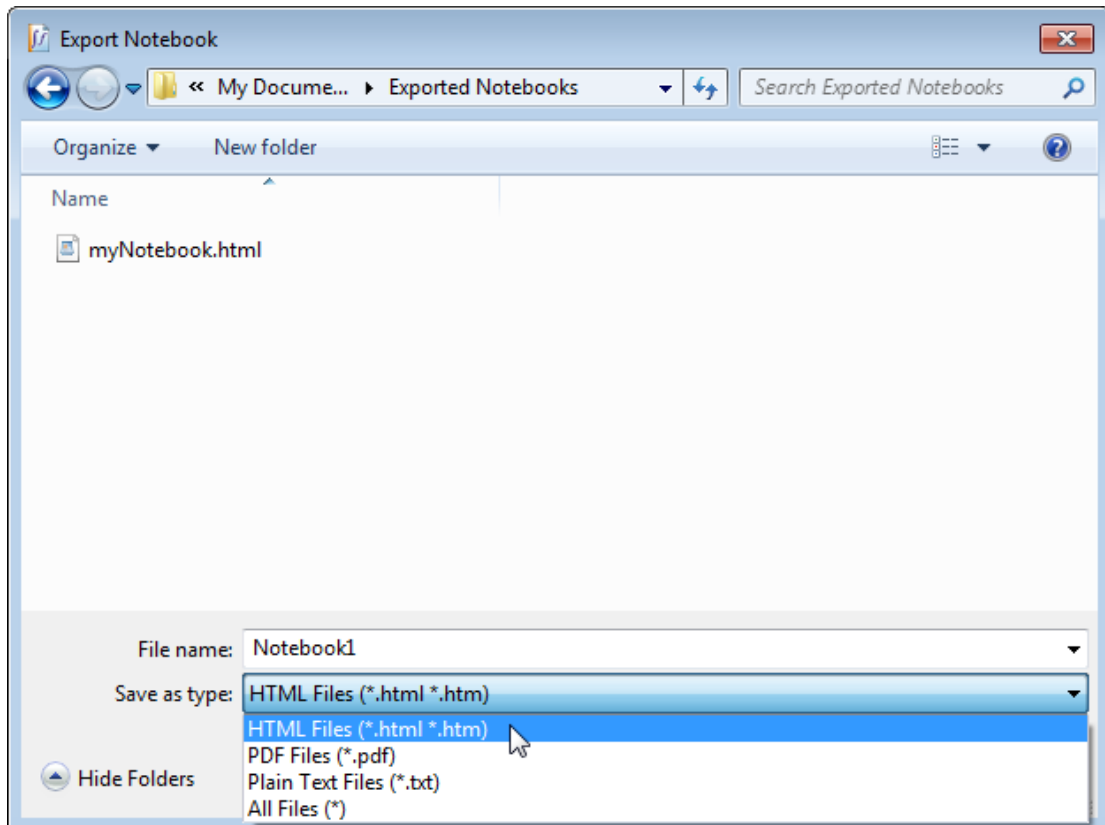 Export Notebook
« My Docume... Exported Notebooks Search Exported Notebooks
Organize New folder
Name
myNotebook.html
File name: Notebook1
Save as type: HTML Files (*.html *.htm)
HTML Files (*.html *.htm)
PDF Files (*.pdf)
Hide Folders
Plain Text Files (*.txt)
All Files (*)